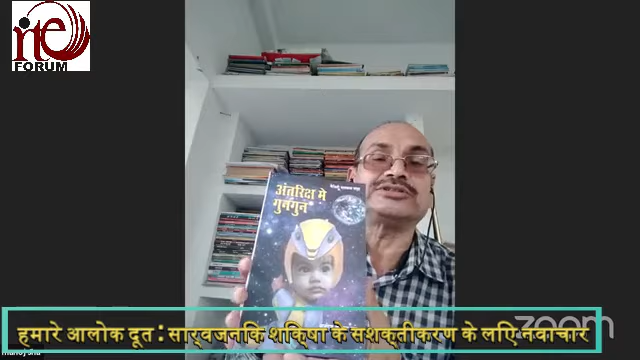 ite
FORUM
अंतरिक्ष मे
गुनगुन
हमारे आलोक दूत : सार्वजनिक शिक्षा के सशक्तीकरण के लिए नवाचार
zoom